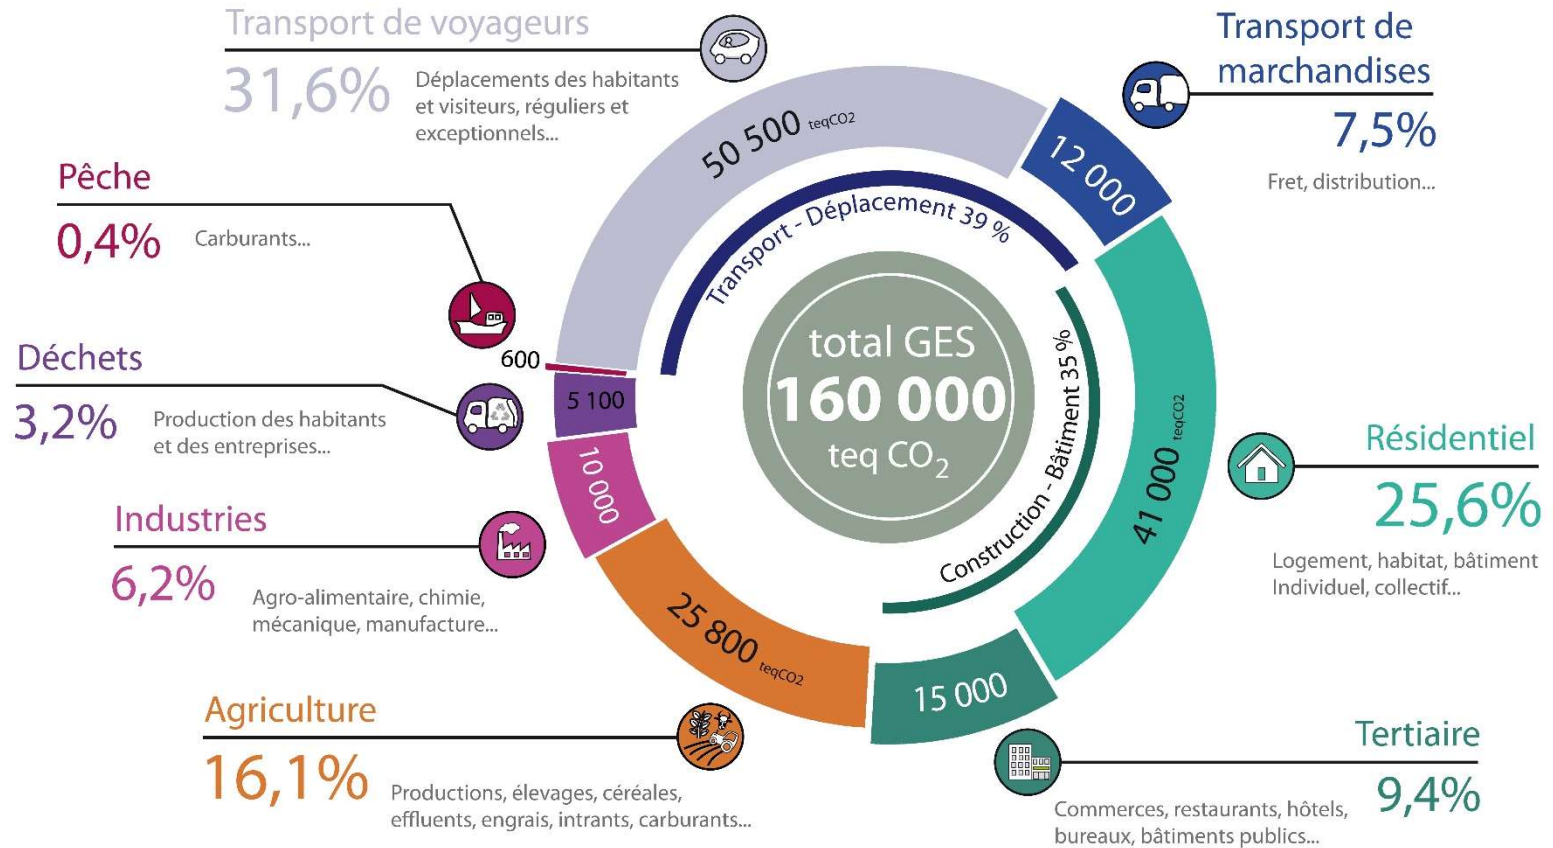 Transport de voyageurs
31,6%
Déplacements des habitants
et visiteurs, réguliers et
exceptionnels...
Transport de
marchandises
7,5%
Fret, distribution...
Pêche
0,4%
Carburants...
Déchets
3,2%
Production des habitants
et des entreprises...
Industries
6,2%
Agro-alimentaire, chimie,
mécanique, manufacture...
Agriculture
16,1%
Productions, élevages, céréales,
effluents, engrais, intrants, carburants...
50 500 teqCO2
12 000
41 000 teqCO2
15 000
25 800 teqCO2
10 000
5 100
600
Transport - Déplacement 39 %
Construction - Bâtiment 35 %
total GES
160 000
teq CO2
Résidentiel
25,6%
Logement, habitat, bâtiment
Individuel, collectif...
Tertiaire
9,4%
Commerces, restaurants, hôtels,
bureaux, bâtiments publics...